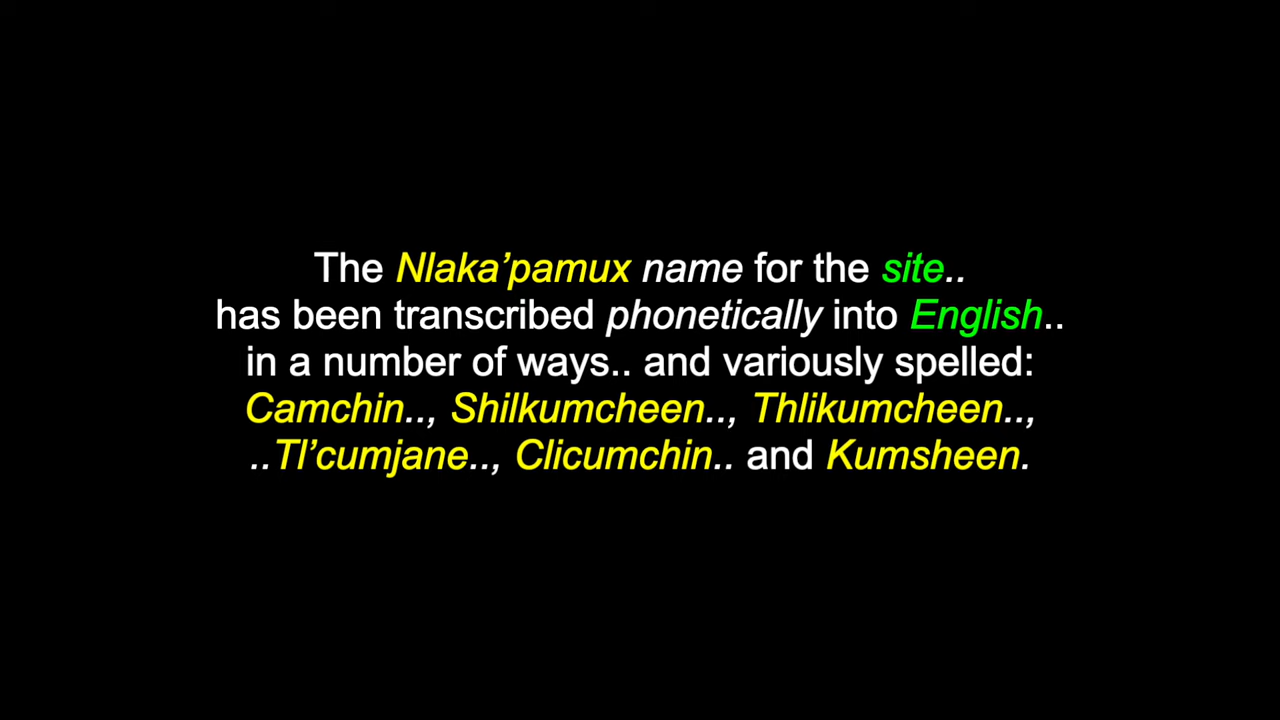 The Nlaka’pamux name for the site..
has been transcribed phonetically into English..
in a number of ways.. and variously spelled:
Camchin.., Shilkumcheen.., Thlikumcheen..,
..Tl’cumjane.., Clicumchin.. and Kumsheen.